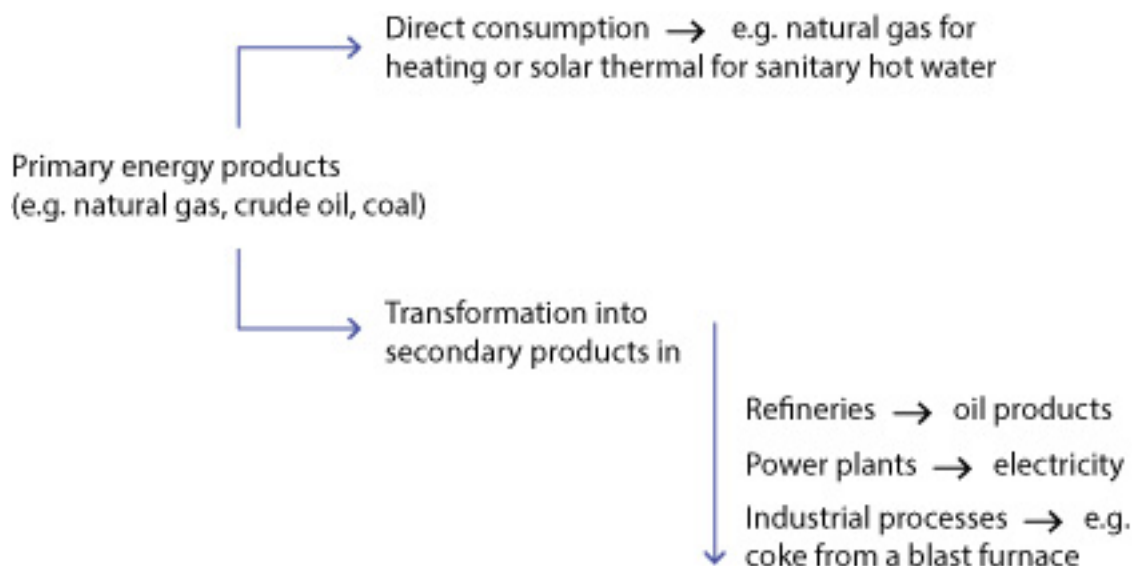 Direct consumption → e.g. natural gas for
heating or solar thermal for sanitary hot water
Primary energy products
(e.g. natural gas, crude oil, coal)
Transformation into
secondary products in
Refineries → oil products
Power plants → electricity
Industrial processes → e.g.
coke from a blast furnace